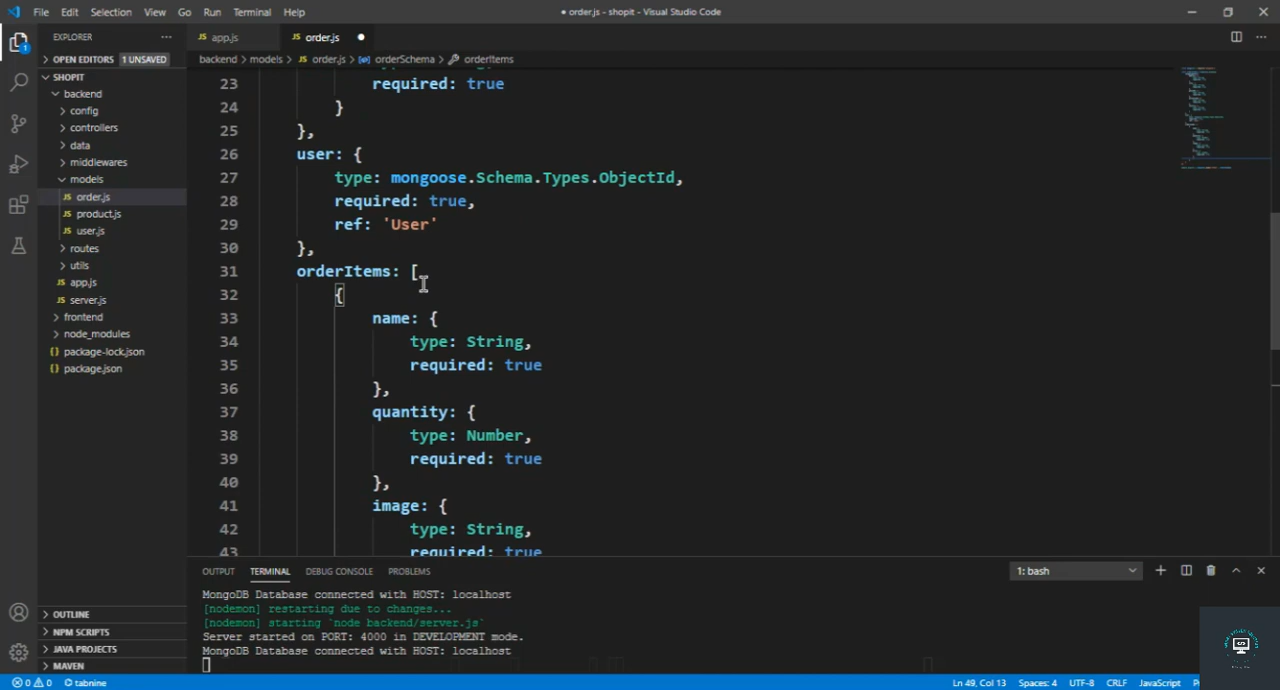 File Edit Selection View Go Run Terminal Help
● order.js - shopit - Visual Studio Code
EXPLORER
OPEN EDITORS 1 UNSAVED
SHOPIT
backend
config
controllers
data
middlewares
models
JS order.js
JS product.js
JS user.js
routes
utils
JS app.js
JS server.js
frontend
node_modules
{} package-lock.json
{} package.json
OUTLINE
NPM SCRIPTS
JAVA PROJECTS
MAVEN
JS app.js JS order.js ●
backend > models > JS order.js > orderSchema > orderItems
23 required: true
24 }
25 },
26 user: {
27 type: mongoose.Schema.Types.ObjectId,
28 required: true,
29 ref: 'User'
30 },
31 orderItems: [
32 {
33 name: {
34 type: String,
35 required: true
36 },
37 quantity: {
38 type: Number,
39 required: true
40 },
41 image: {
42 type: String,
43 required: true
OUTPUT TERMINAL DEBUG CONSOLE PROBLEMS 1: bash
MongoDB Database connected with HOST: localhost
[nodemon] restarting due to changes...
[nodemon] starting `node backend/server.js`
Server started on PORT: 4000 in DEVELOPMENT mode.
MongoDB Database connected with HOST: localhost
0 0 tabnine Ln 49, Col 13 Spaces: 4 UTF-8 CRLF JavaScript